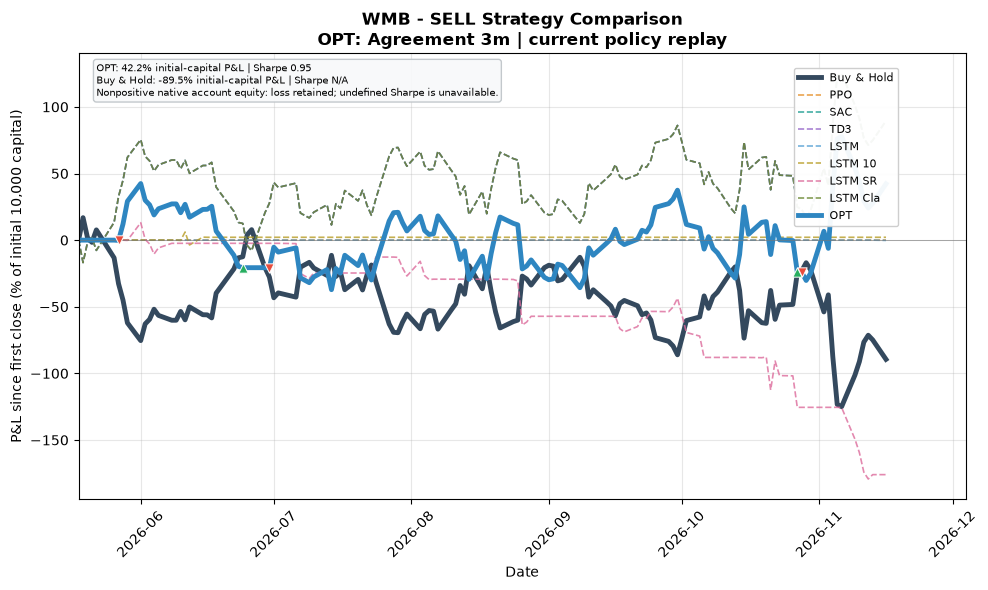 WMB - SELL Strategy Comparison
OPT: Agreement 3m | current policy replay
OPT: 42.2% initial-capital P&L | Sharpe 0.95
Buy & Hold: -89.5% initial-capital P&L | Sharpe N/A
Nonpositive native account equity: loss retained; undefined Sharpe is unavailable.
Buy & Hold
PPO
SAC
TD3
LSTM
LSTM 10
LSTM SR
LSTM Cla
OPT
P&L since first close (% of initial 10,000 capital)
100
50
0
−50
−100
−150
2026-06
2026-07
2026-08
2026-09
2026-10
2026-11
2026-12
Date